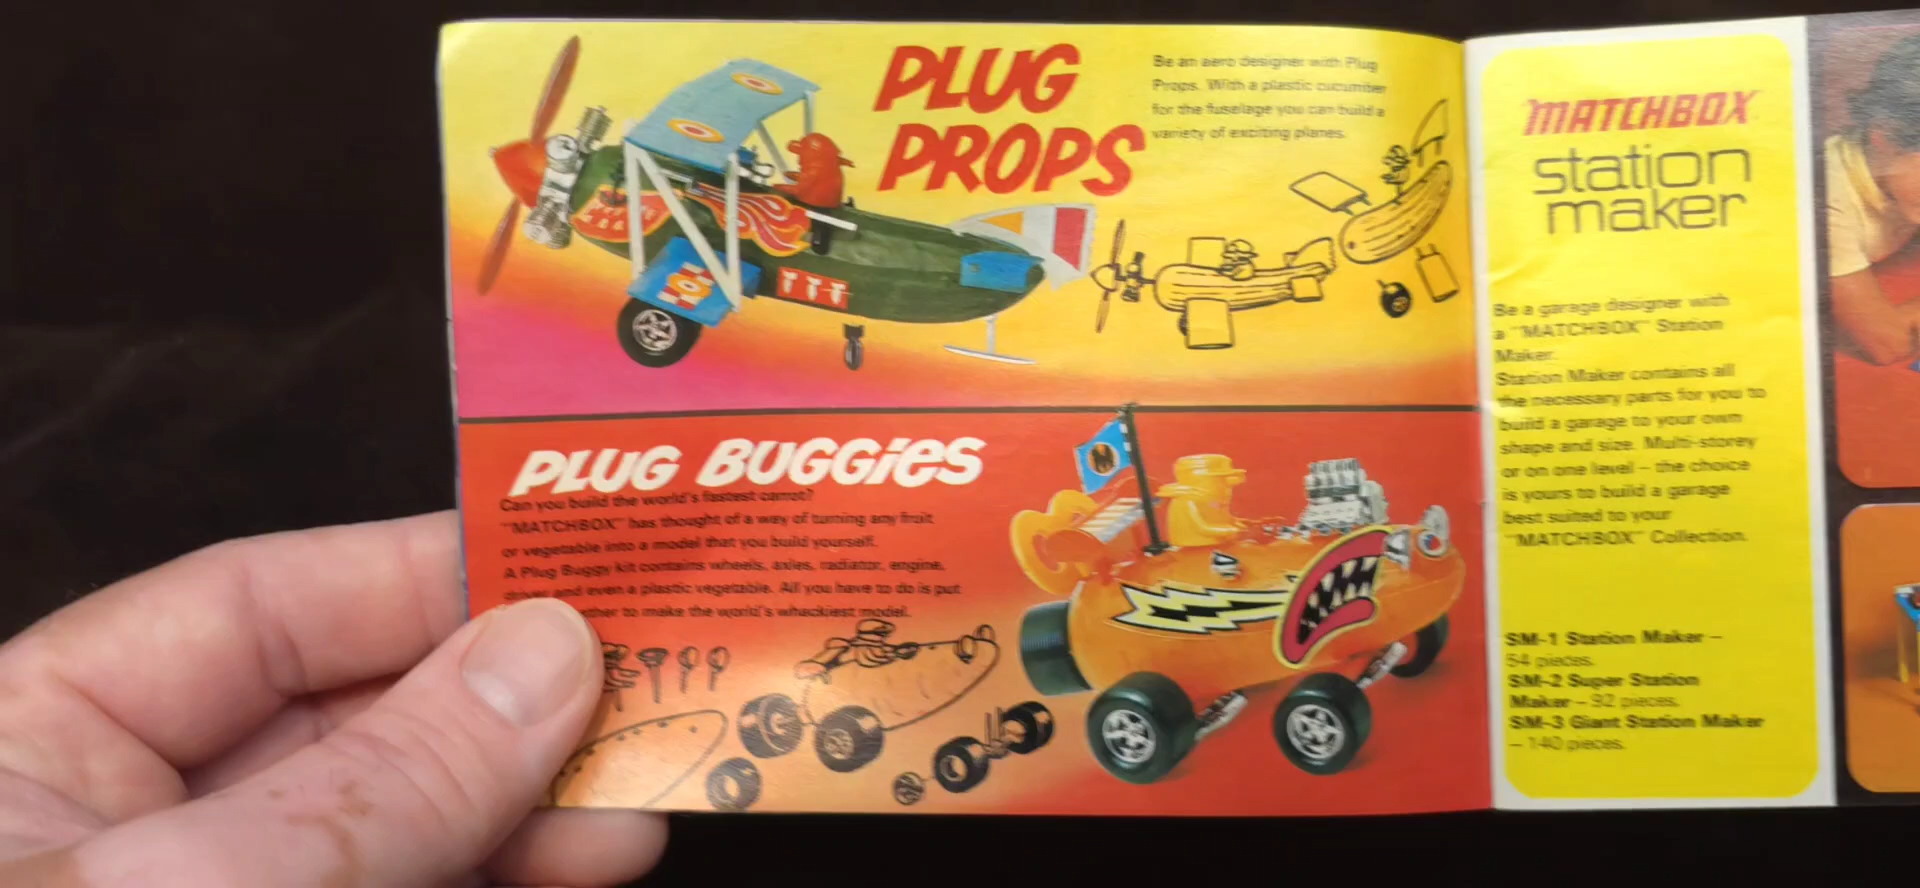 PLUG
PROPS
Be an aero designer with Plug
Props. With a plastic cucumber
for the fuselage you can build a
variety of exciting planes.
PLUG BUGGiES
Can you build the world's fastest carrot?
"MATCHBOX" has thought of a way of turning any fruit
or vegetable into a model that you build yourself.
A Plug Buggy kit contains wheels, axles, radiator, engine,
driver and even a plastic vegetable. All you have to do is put
to make the world's whackiest model.
MATCHBOX
station
maker
Be a garage designer with
a "MATCHBOX" Station
Maker.
Station Maker contains all
the necessary parts for you to
build a garage to your own
shape and size. Multi-storey
or on one level – the choice
is yours to build a garage
best suited to your
"MATCHBOX" Collection.
SM-1 Station Maker –
54 pieces.
SM-2 Super Station
Maker – 92 pieces.
SM-3 Giant Station Maker
– 140 pieces.